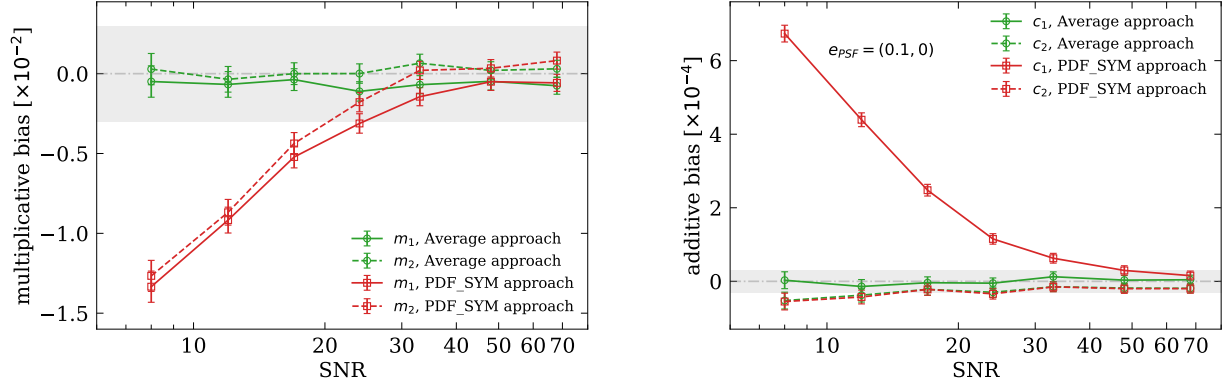 multiplicative bias [×10⁻²]
0.0
−0.5
−1.0
−1.5
m₁, Average approach
m₂, Average approach
m₁, PDF_SYM approach
m₂, PDF_SYM approach
10 20 30 40 50 60 70
SNR
additive bias [×10⁻⁴]
6
4
2
0
e_PSF = (0.1, 0)
c₁, Average approach
c₂, Average approach
c₁, PDF_SYM approach
c₂, PDF_SYM approach
10 20 30 40 50 60 70
SNR